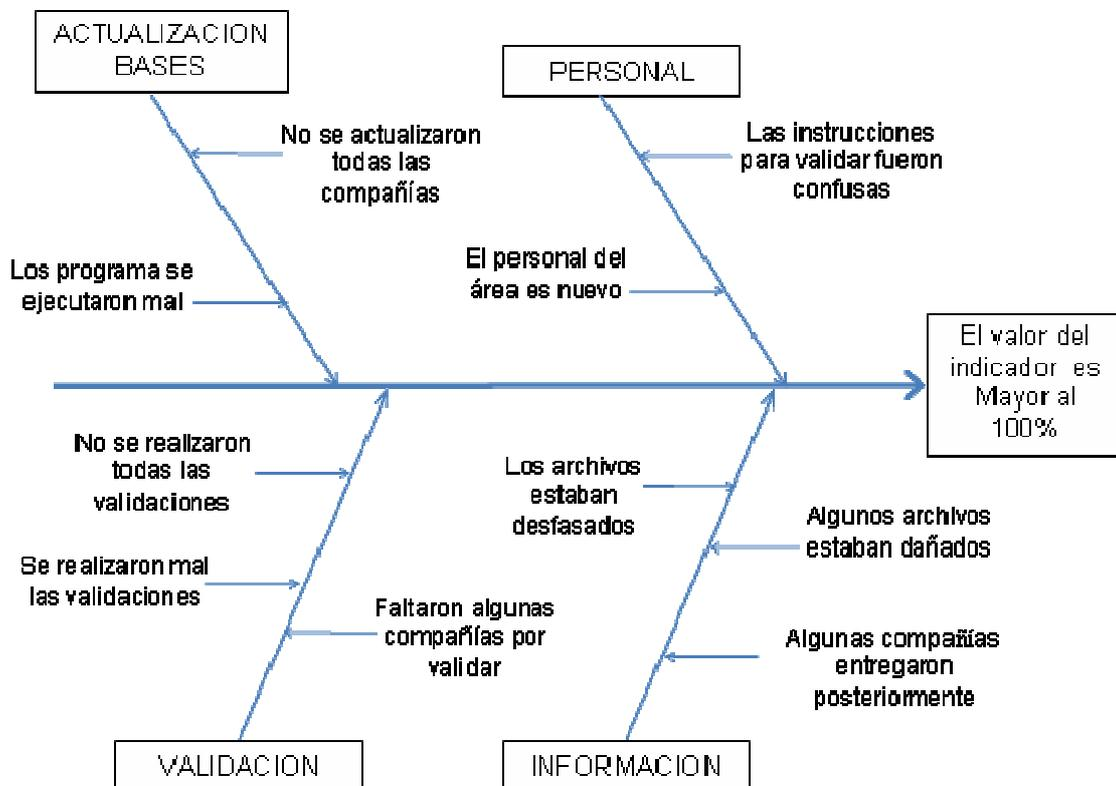 ACTUALIZACION
BASES
PERSONAL
No se actualizaron
todas las
compañías
Las instrucciones
para validar fueron
confusas
Los programa se
ejecutaron mal
El personal del
área es nuevo
El valor del
indicador es
Mayor al
100%
No se realizaron
todas las
validaciones
Los archivos
estaban
desfasados
Algunos archivos
estaban dañados
Se realizaron mal
las validaciones
Faltaron algunas
compañías por
validar
Algunas compañías
entregaron
posteriormente
VALIDACION
INFORMACION